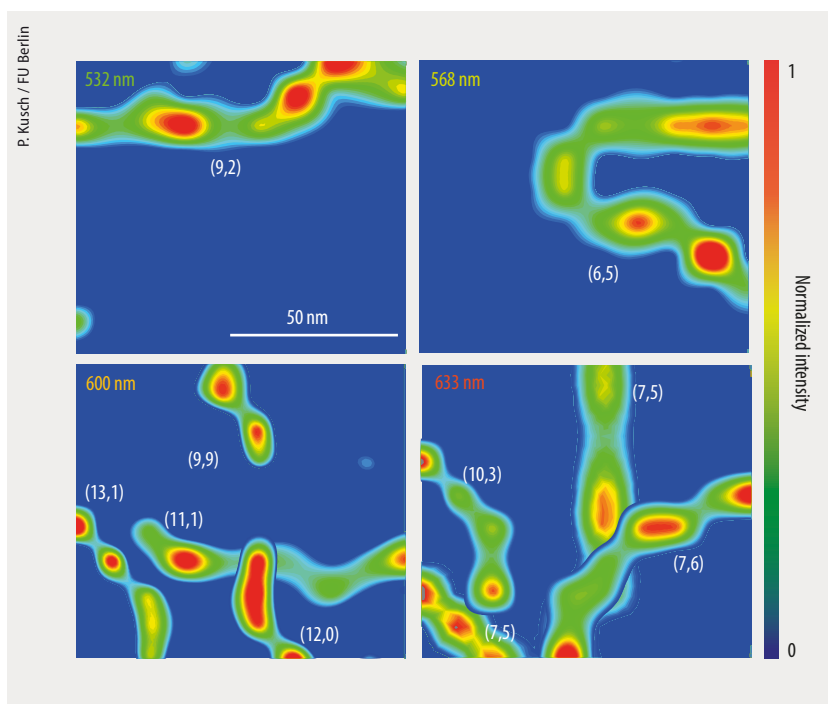 P. Kusch / FU Berlin
532 nm
(9,2)
50 nm
568 nm
(6,5)
600 nm
(9,9)
(13,1)
(11,1)
(12,0)
633 nm
(7,5)
(10,3)
(7,6)
(7,5)
1
Normalized intensity
0